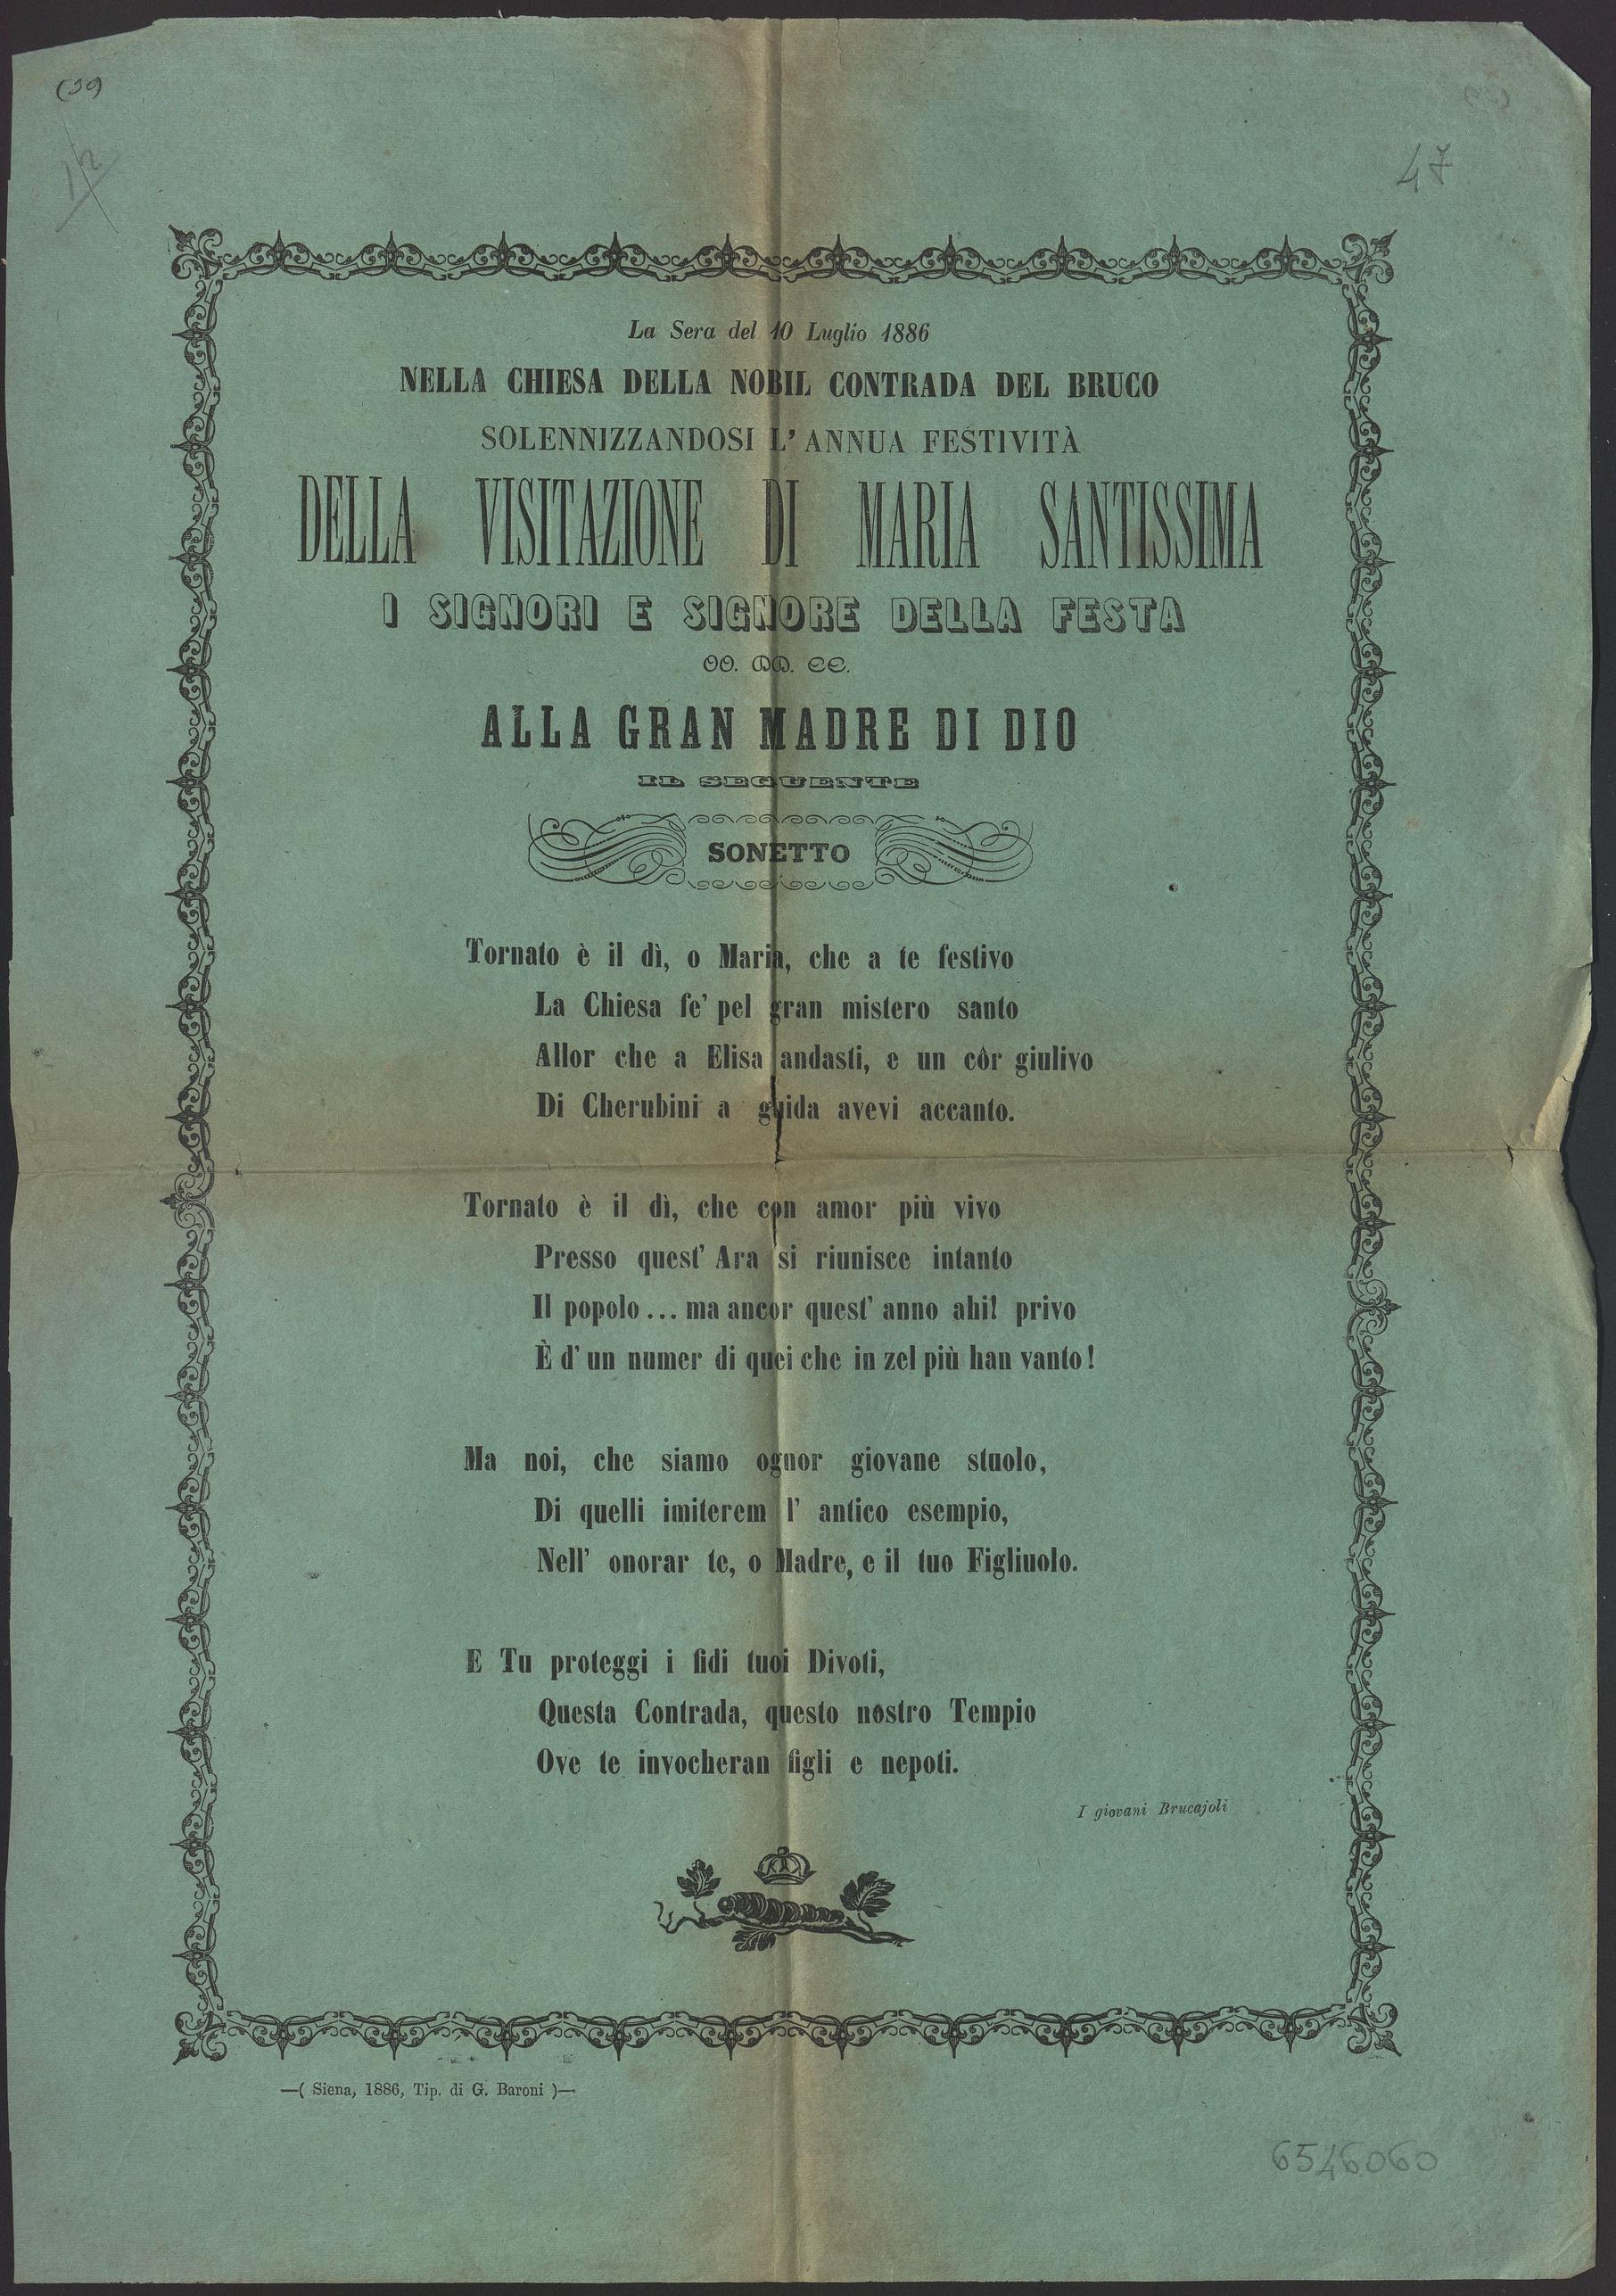 (39)
12
47
La Sera del 10 Luglio 1886
NELLA CHIESA DELLA NOBIL CONTRADA DEL BRUCO
SOLENNIZZANDOSI L' ANNUA FESTIVITÀ
DELLA VISITAZIONE DI MARIA SANTISSIMA
I SIGNORI E SIGNORE DELLA FESTA
OO. DD. CC.
ALLA GRAN MADRE DI DIO
IL SEGUENTE
SONETTO
Tornato è il dì, o Maria, che a te festivo
La Chiesa fe' pel gran mistero santo
Allor che a Elisa andasti, e un côr giulivo
Di Cherubini a guida avevi accanto.
Tornato è il dì, che con amor più vivo
Presso quest' Ara si riunisce intanto
Il popolo... ma ancor quest' anno ahi! privo
È d' un numer di quei che in zel più han vanto!
Ma noi, che siamo ognor giovane stuolo,
Di quelli imiterem l' antico esempio,
Nell' onorar te, o Madre, e il tuo Figliuolo.
E Tu proteggi i fidi tuoi Divoti,
Questa Contrada, questo nostro Tempio
Ove te invocheran figli e nepoti.
I giovani Brucajoli
—( Siena, 1886, Tip. di G. Baroni )—
6546060